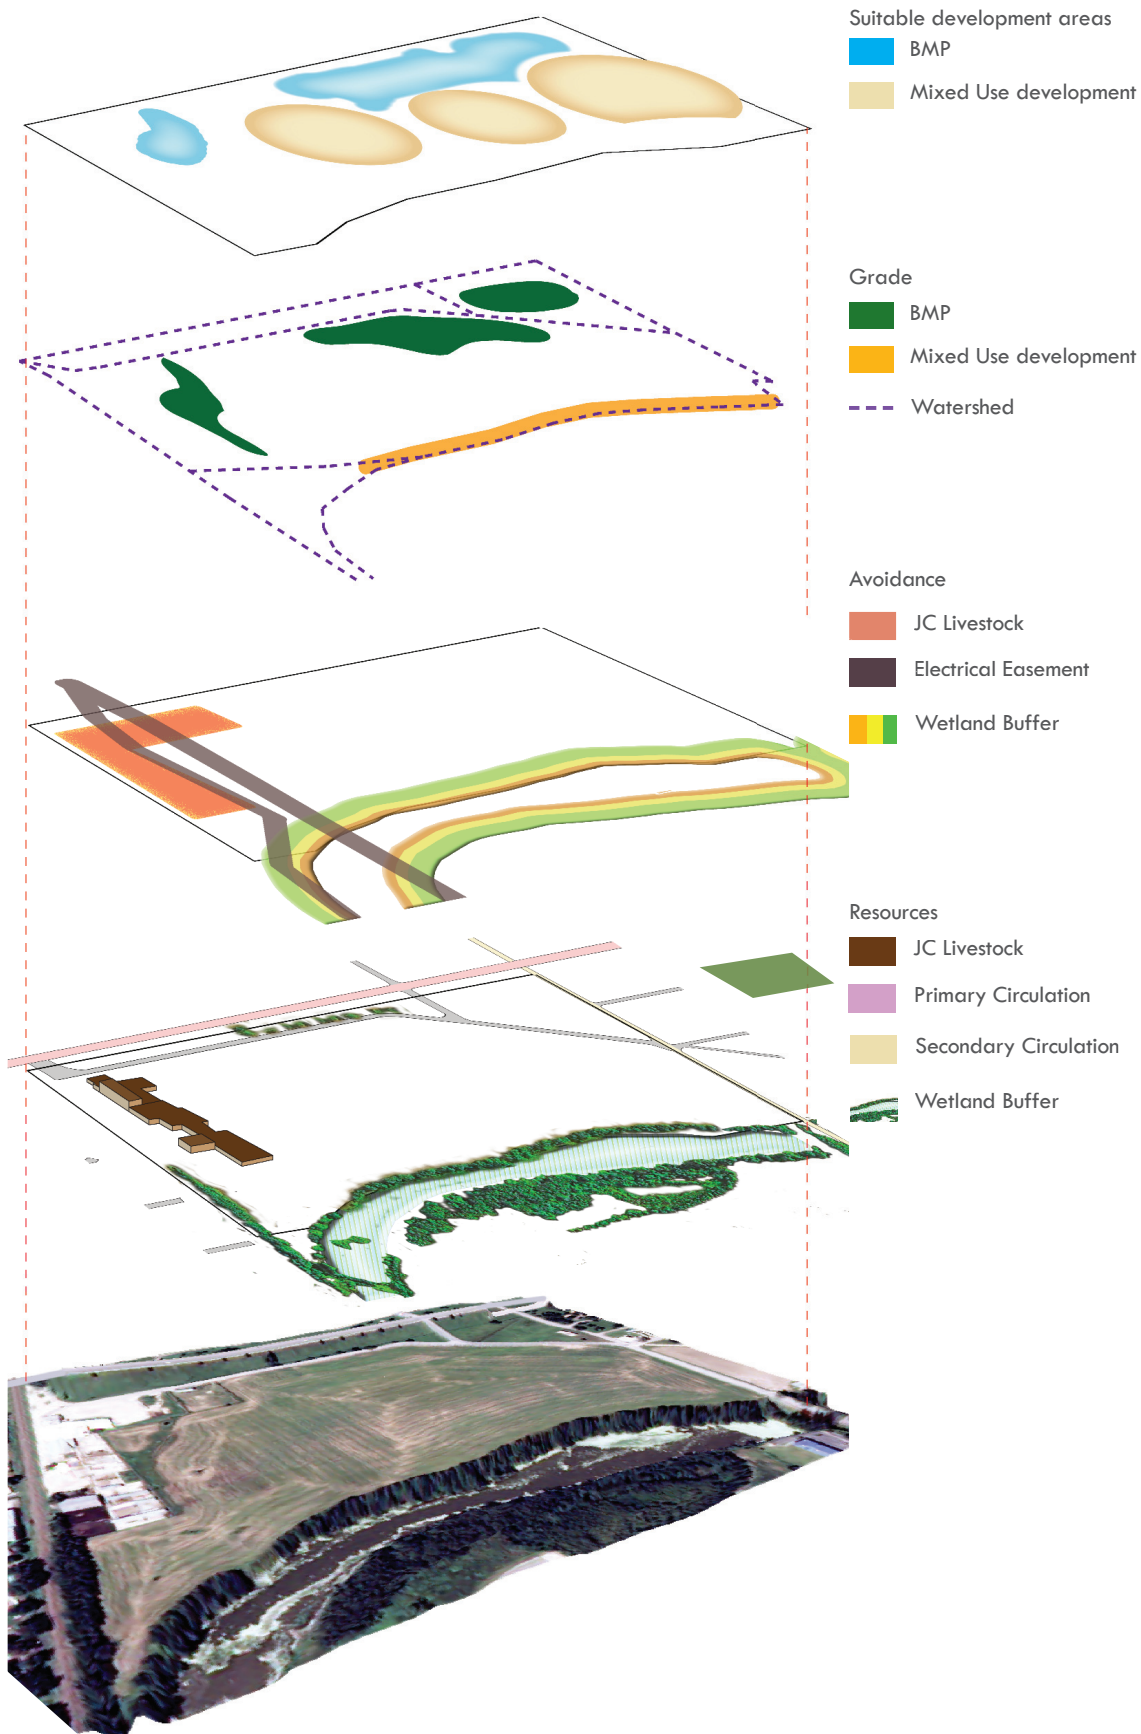 Suitable development areas
BMP
Mixed Use development
Grade
BMP
Mixed Use development
Watershed
Avoidance
JC Livestock
Electrical Easement
Wetland Buffer
Resources
JC Livestock
Primary Circulation
Secondary Circulation
Wetland Buffer